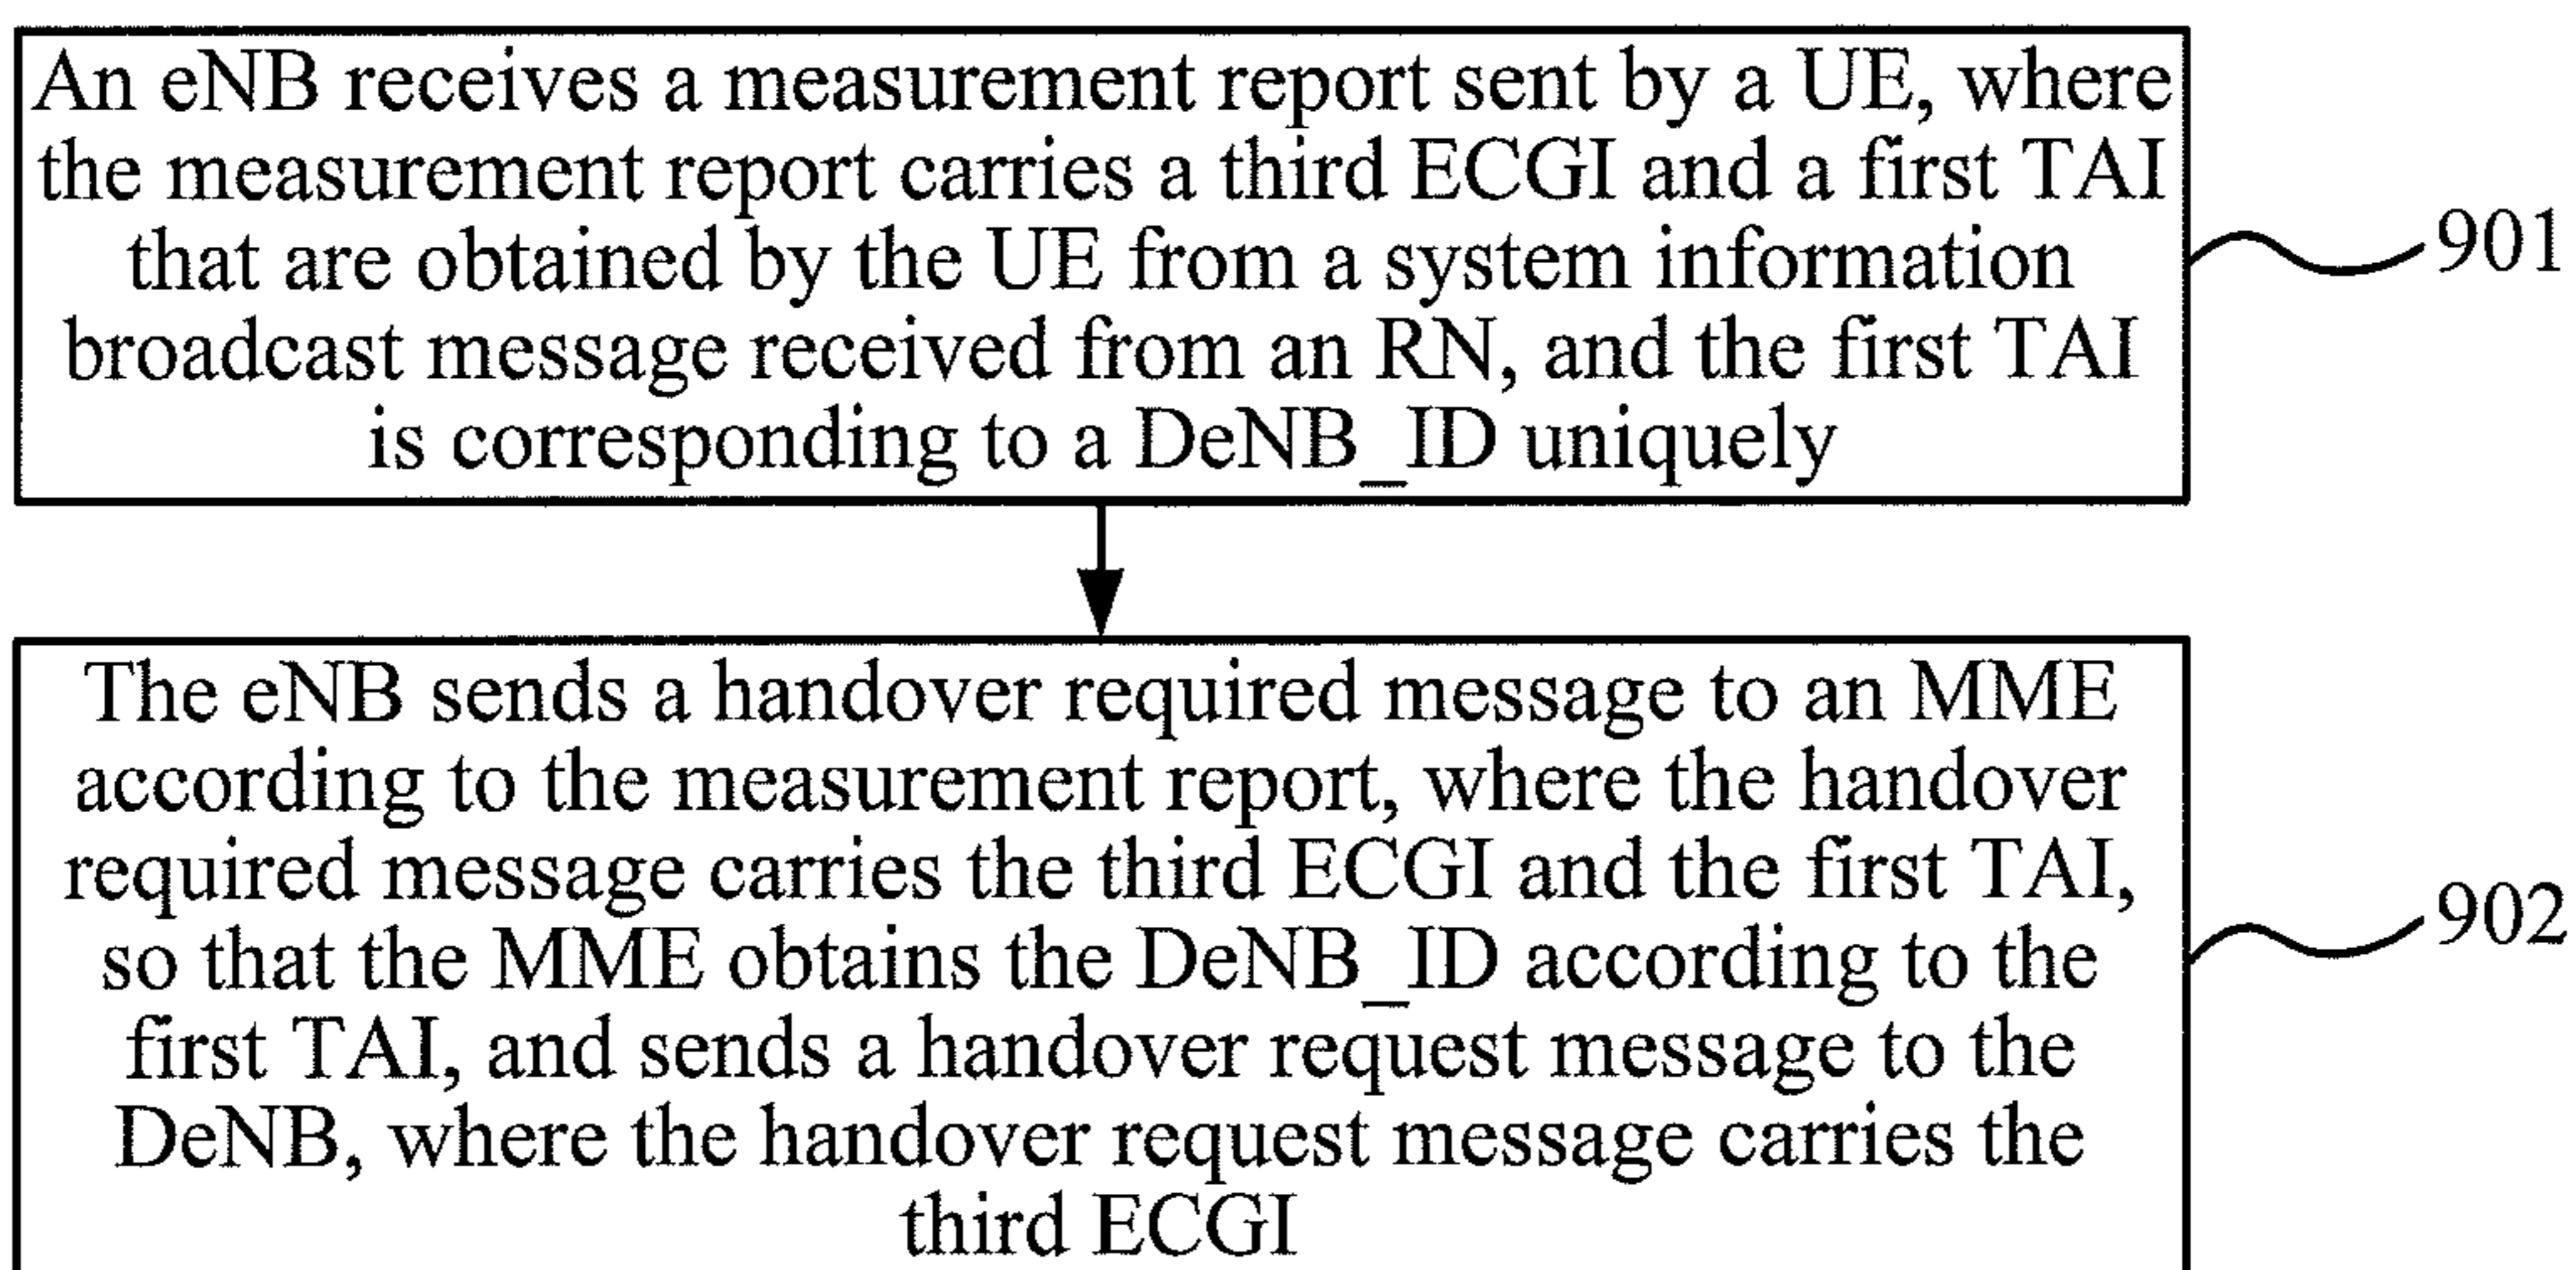 An eNB receives a measurement report sent by a UE, where
the measurement report carries a third ECGI and a first TAI
that are obtained by the UE from a system information
broadcast message received from an RN, and the first TAI
is corresponding to a DeNB_ID uniquely
901
The eNB sends a handover required message to an MME
according to the measurement report, where the handover
required message carries the third ECGI and the first TAI,
so that the MME obtains the DeNB_ID according to the
first TAI, and sends a handover request message to the
DeNB, where the handover request message carries the
third ECGI
902